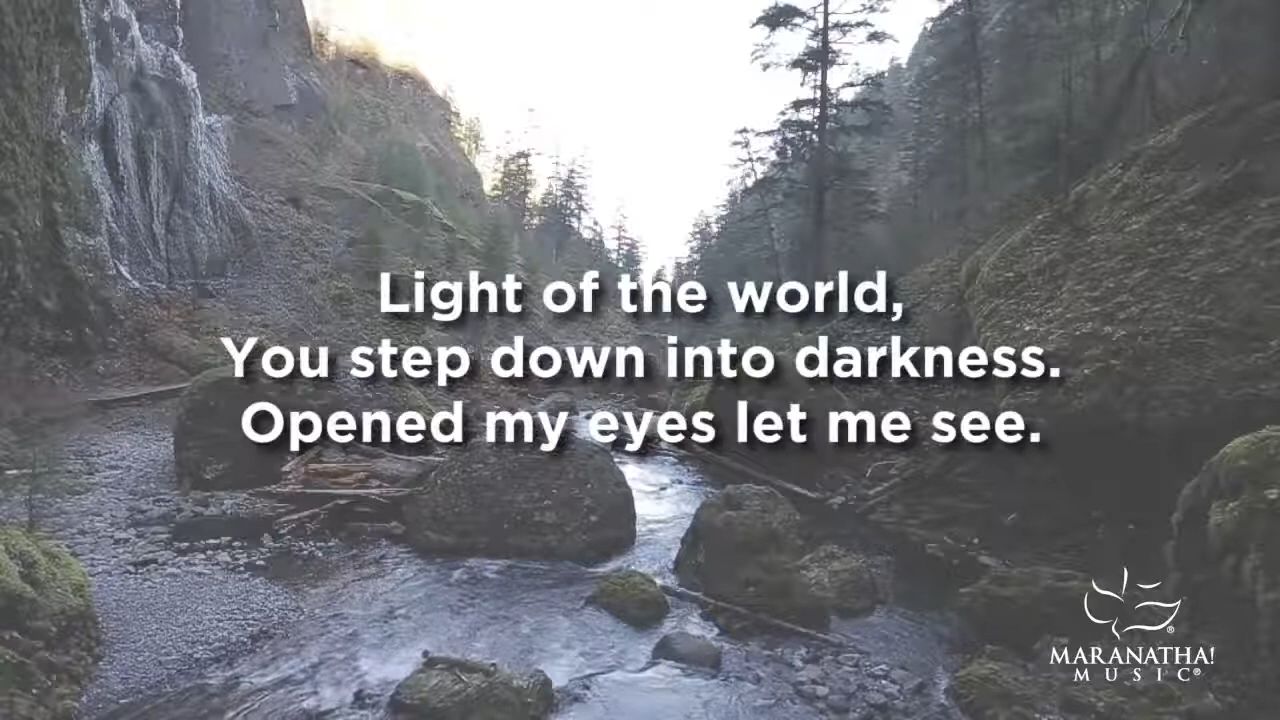 Light of the world,
You step down into darkness.
Opened my eyes let me see.
MARANATHA!
MUSIC®